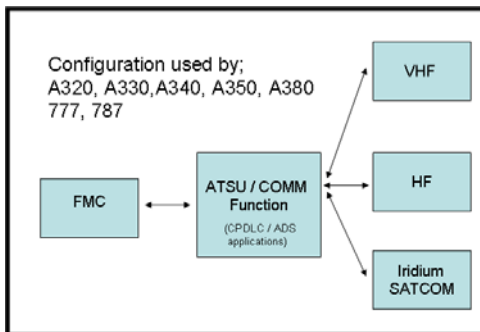 Configuration used by;
A320, A330,A340, A350, A380
777, 787
VHF
FMC
ATSU / COMM
Function
(CPDLC / ADS
applications)
HF
Iridium
SATCOM